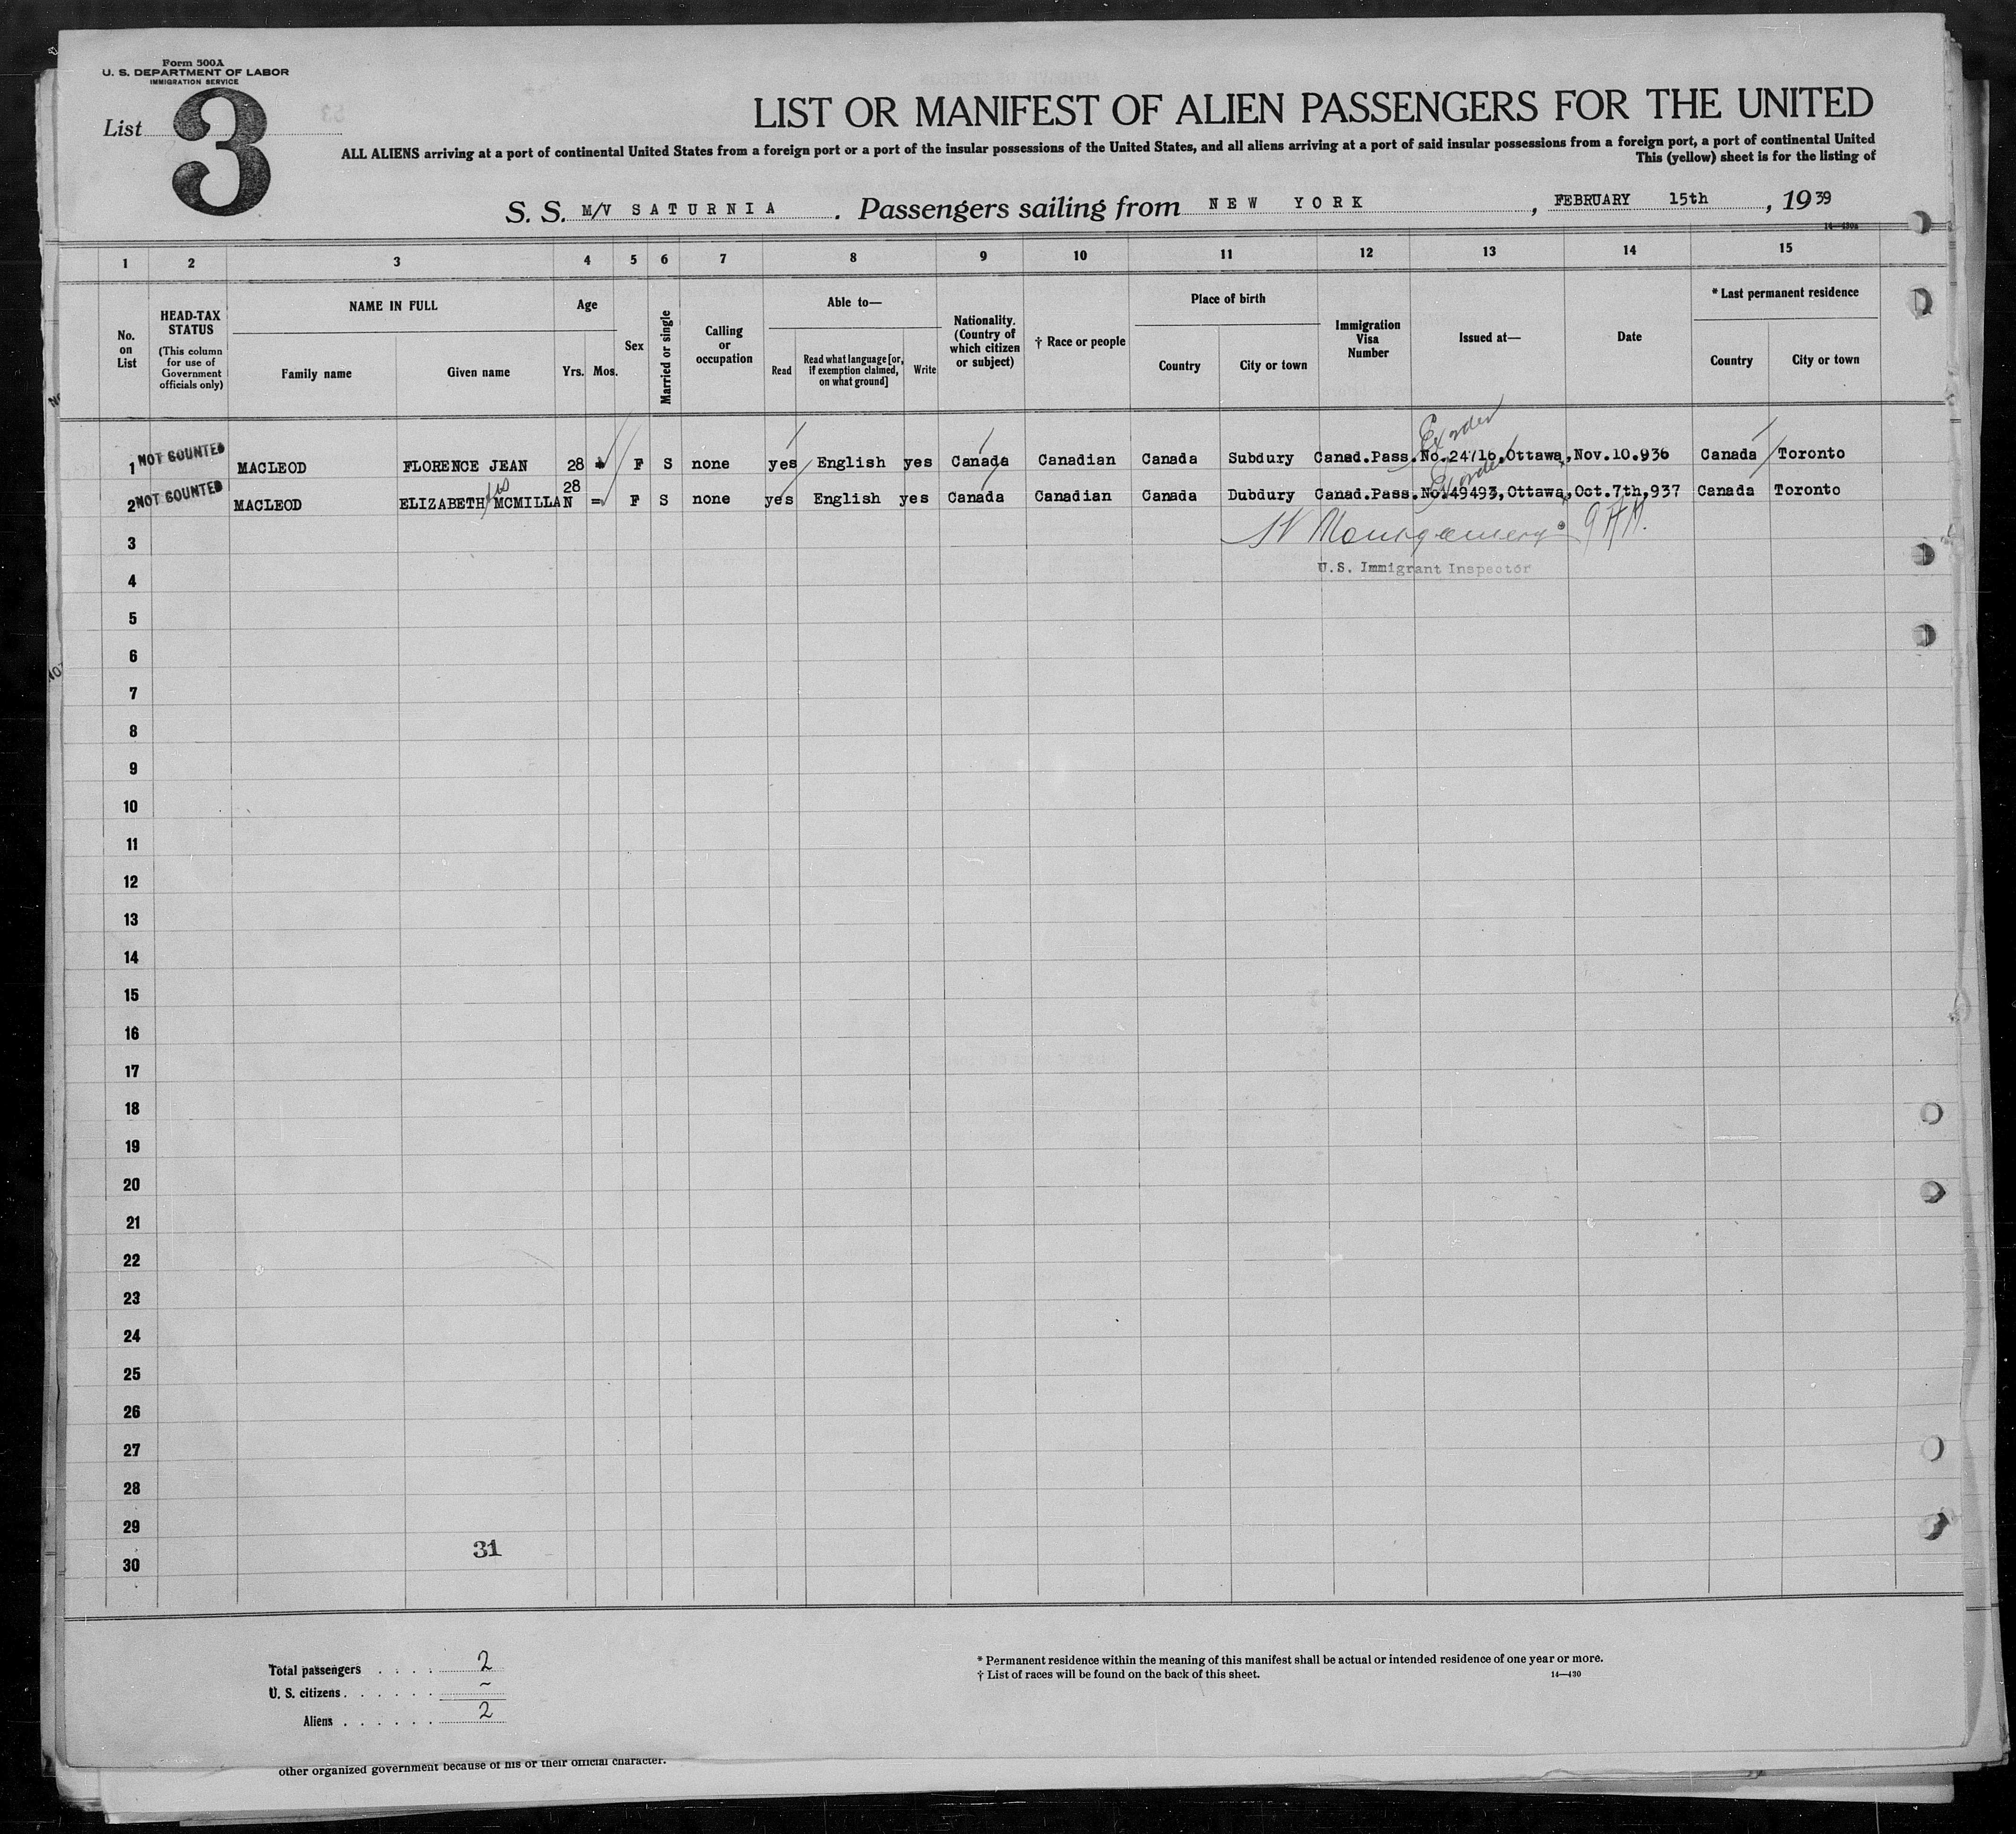 Form 500A
U. S. DEPARTMENT OF LABOR
IMMIGRATION SERVICE
List 3
LIST OR MANIFEST OF ALIEN PASSENGERS FOR THE UNITED
ALL ALIENS arriving at a port of continental United States from a foreign port or a port of the insular possessions of the United States, and all aliens arriving at a port of said insular possessions from a foreign port, a port of continental United
This (yellow) sheet is for the listing of
S. S. M/V SATURNIA . Passengers sailing from NEW YORK , FEBRUARY 15th , 19 39
14—430a
1 2 3 4 5 6 7 8 9 10 11 12 13 14 15
No. on List
HEAD-TAX STATUS
(This column for use of Government officials only)
NAME IN FULL
Family name
Given name
Age
Yrs. Mos.
Sex
Married or single
Calling or occupation
Able to—
Read
Read what language [or, if exemption claimed, on what ground]
Write
Nationality. (Country of which citizen or subject)
† Race or people
Place of birth
Country
City or town
Immigration Visa Number
Issued at—
Date
* Last permanent residence
Country
City or town
1 NOT COUNTED MACLEOD FLORENCE JEAN 28 F S none yes English yes Canada Canadian Canada Subdury Canad.Pass.No.24716,Ottawa,Nov.10.936 Canada Toronto
2 NOT COUNTED MACLEOD ELIZABETH MCMILLAN 28 = F S none yes English yes Canada Canadian Canada Dubdury Canad.Pass.No.49493,Ottawa,Oct.7th,937 Canada Toronto
3 Montgomery
4 U.S. Immigrant Inspector
5
6
7
8
9
10
11
12
13
14
15
16
17
18
19
20
21
22
23
24
25
26
27
28
29
31
30
Total passengers . . . . 2
U. S. citizens . . . . . . ~
Aliens . . . . . . 2
* Permanent residence within the meaning of this manifest shall be actual or intended residence of one year or more.
† List of races will be found on the back of this sheet. 14—430
other organized government because of his or their official character.